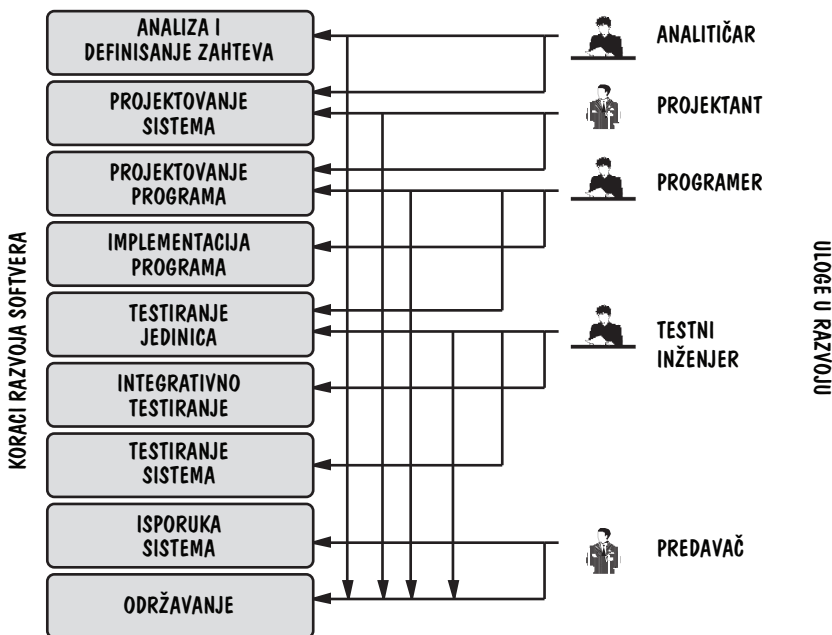 ANALIZA I
DEFINISANJE ZAHTEVA
PROJEKTOVANJE
SISTEMA
PROJEKTOVANJE
PROGRAMA
IMPLEMENTACIJA
PROGRAMA
TESTIRANJE
JEDINICA
INTEGRATIVNO
TESTIRANJE
TESTIRANJE
SISTEMA
ISPORUKA
SISTEMA
ODRŽAVANJE
KORACI RAZVOJA SOFTVERA
ANALITIČAR
PROJEKTANT
PROGRAMER
TESTNI
INŽENJER
PREDAVAČ
ULOGE U RAZVOJU